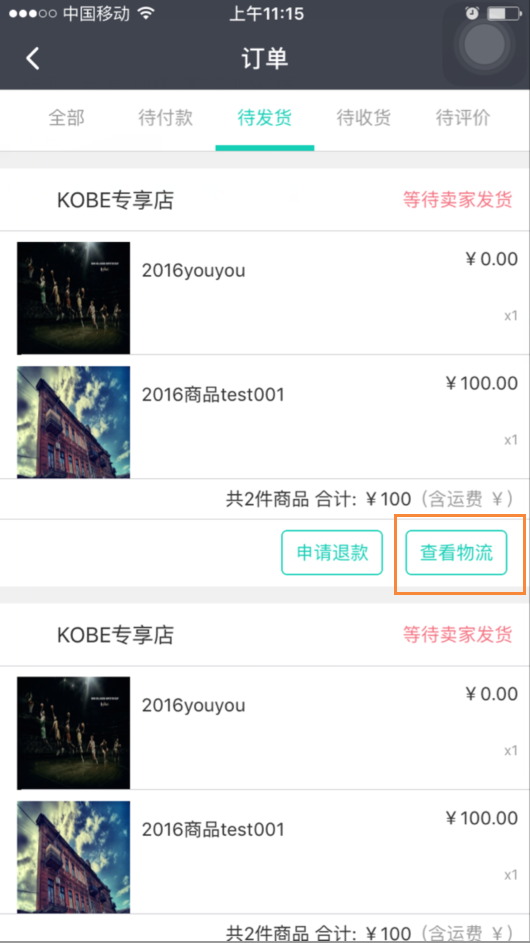 中国移动 上午11:15
订单
全部 待付款 待发货 待收货 待评价
KOBE专享店 等待卖家发货
2016youyou ￥0.00
x1
2016商品test001 ￥100.00
x1
共2件商品 合计: ￥100 (含运费 ￥)
申请退款 查看物流
KOBE专享店 等待卖家发货
2016youyou ￥0.00
x1
2016商品test001 ￥100.00
x1
共2件商品 合计: ￥100 (含运费 ￥)